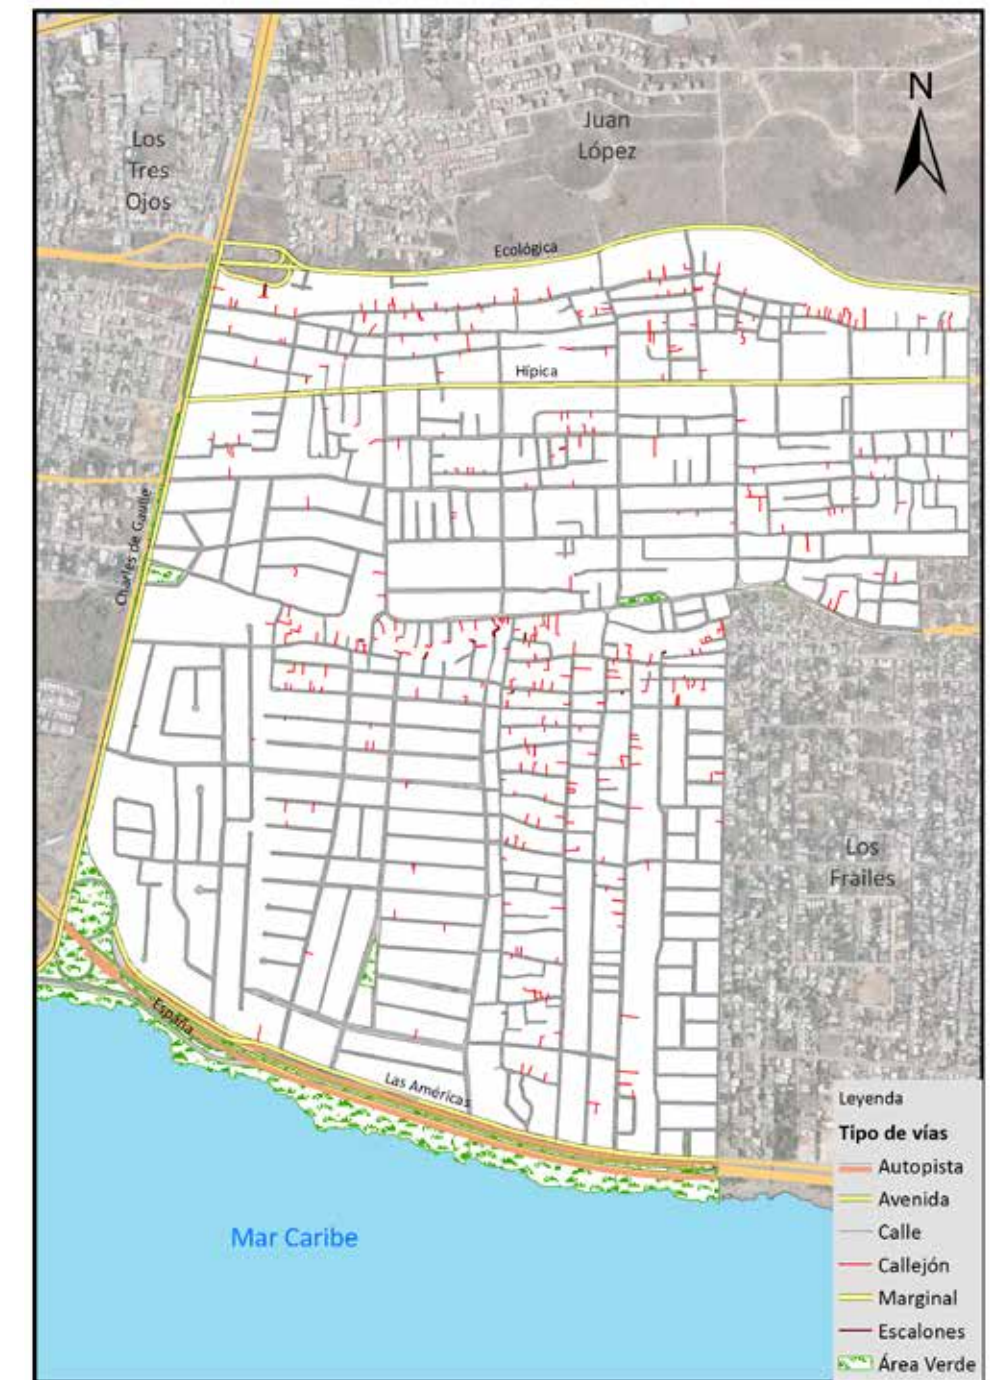 N
Los
Tres
Ojos
Juan
López
Ecológica
Hípica
Charles de Gaulle
Los
Frailes
España
Las Américas
Mar Caribe
Leyenda
Tipo de vías
Autopista
Avenida
Calle
Callejón
Marginal
Escalones
Área Verde